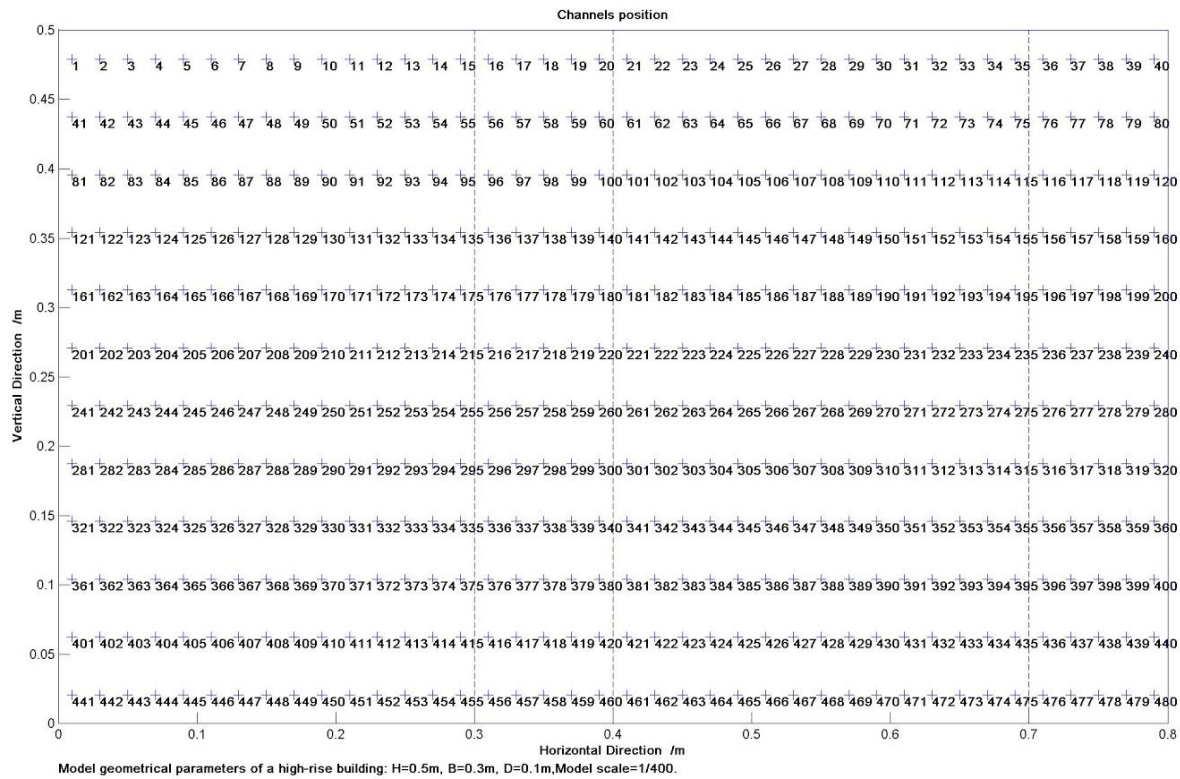 Channels position
0.5
1 2 3 4 5 6 7 8 9 10 11 12 13 14 15 16 17 18 19 20 21 22 23 24 25 26 27 28 29 30 31 32 33 34 35 36 37 38 39 40
0.45
41 42 43 44 45 46 47 48 49 50 51 52 53 54 55 56 57 58 59 60 61 62 63 64 65 66 67 68 69 70 71 72 73 74 75 76 77 78 79 80
0.4
81 82 83 84 85 86 87 88 89 90 91 92 93 94 95 96 97 98 99 100 101 102 103 104 105 106 107 108 109 110 111 112 113 114 115 116 117 118 119 120
0.35
121 122 123 124 125 126 127 128 129 130 131 132 133 134 135 136 137 138 139 140 141 142 143 144 145 146 147 148 149 150 151 152 153 154 155 156 157 158 159 160
161 162 163 164 165 166 167 168 169 170 171 172 173 174 175 176 177 178 179 180 181 182 183 184 185 186 187 188 189 190 191 192 193 194 195 196 197 198 199 200
0.3
201 202 203 204 205 206 207 208 209 210 211 212 213 214 215 216 217 218 219 220 221 222 223 224 225 226 227 228 229 230 231 232 233 234 235 236 237 238 239 240
0.25
241 242 243 244 245 246 247 248 249 250 251 252 253 254 255 256 257 258 259 260 261 262 263 264 265 266 267 268 269 270 271 272 273 274 275 276 277 278 279 280
0.2
281 282 283 284 285 286 287 288 289 290 291 292 293 294 295 296 297 298 299 300 301 302 303 304 305 306 307 308 309 310 311 312 313 314 315 316 317 318 319 320
0.15
321 322 323 324 325 326 327 328 329 330 331 332 333 334 335 336 337 338 339 340 341 342 343 344 345 346 347 348 349 350 351 352 353 354 355 356 357 358 359 360
0.1
361 362 363 364 365 366 367 368 369 370 371 372 373 374 375 376 377 378 379 380 381 382 383 384 385 386 387 388 389 390 391 392 393 394 395 396 397 398 399 400
401 402 403 404 405 406 407 408 409 410 411 412 413 414 415 416 417 418 419 420 421 422 423 424 425 426 427 428 429 430 431 432 433 434 435 436 437 438 439 440
0.05
441 442 443 444 445 446 447 448 449 450 451 452 453 454 455 456 457 458 459 460 461 462 463 464 465 466 467 468 469 470 471 472 473 474 475 476 477 478 479 480
0
Vertical Direction /m
0 0.1 0.2 0.3 0.4 0.5 0.6 0.7 0.8
Horizontal Direction /m
Model geometrical parameters of a high-rise building: H=0.5m, B=0.3m, D=0.1m,Model scale=1/400.